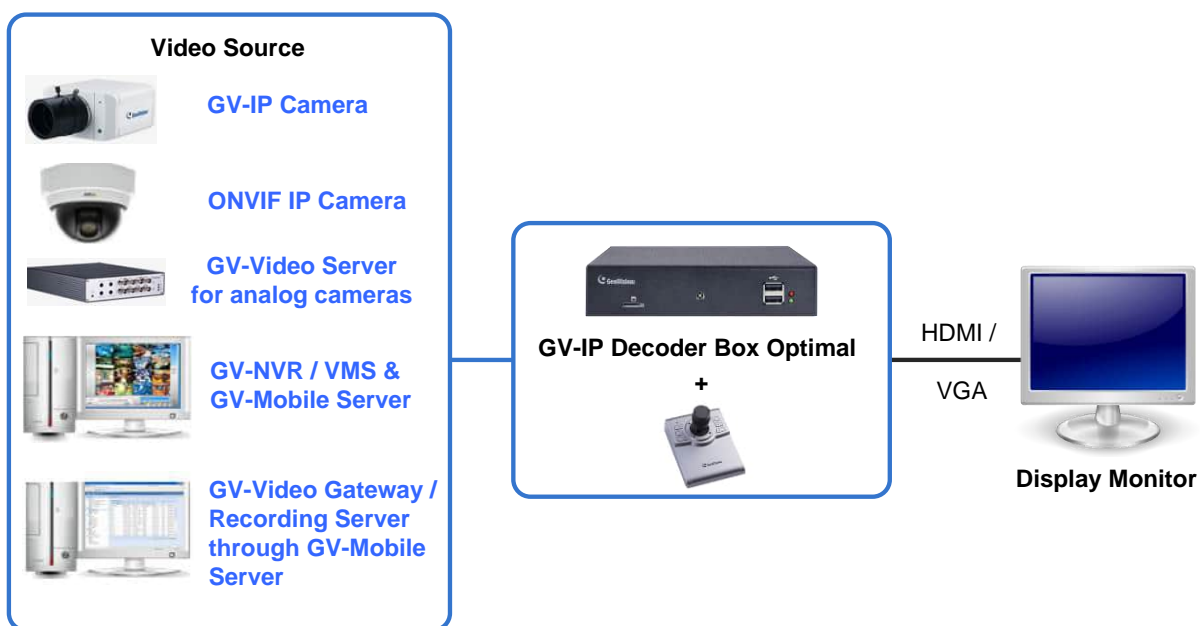 Video Source
GV-IP Camera
ONVIF IP Camera
GV-Video Server
for analog cameras
GV-NVR / VMS &
GV-Mobile Server
GV-Video Gateway /
Recording Server
through GV-Mobile
Server
GeoVision
GV-IP Decoder Box Optimal
+
HDMI /
VGA
Display Monitor